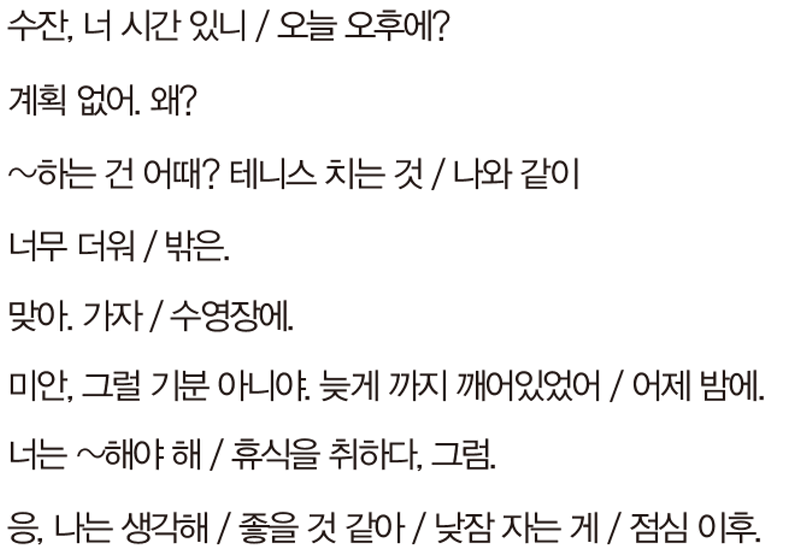 수잔, 너 시간 있니 / 오늘 오후에?
계획 없어. 왜?
~하는 건 어때? 테니스 치는 것 / 나와 같이
너무 더워 / 밖은.
맞아. 가자 / 수영장에.
미안, 그럴 기분 아니야. 늦게 까지 깨어있었어 / 어제 밤에.
너는 ~해야 해 / 휴식을 취하다, 그럼.
응, 나는 생각해 / 좋을 것 같아 / 낮잠 자는 게 / 점심 이후.